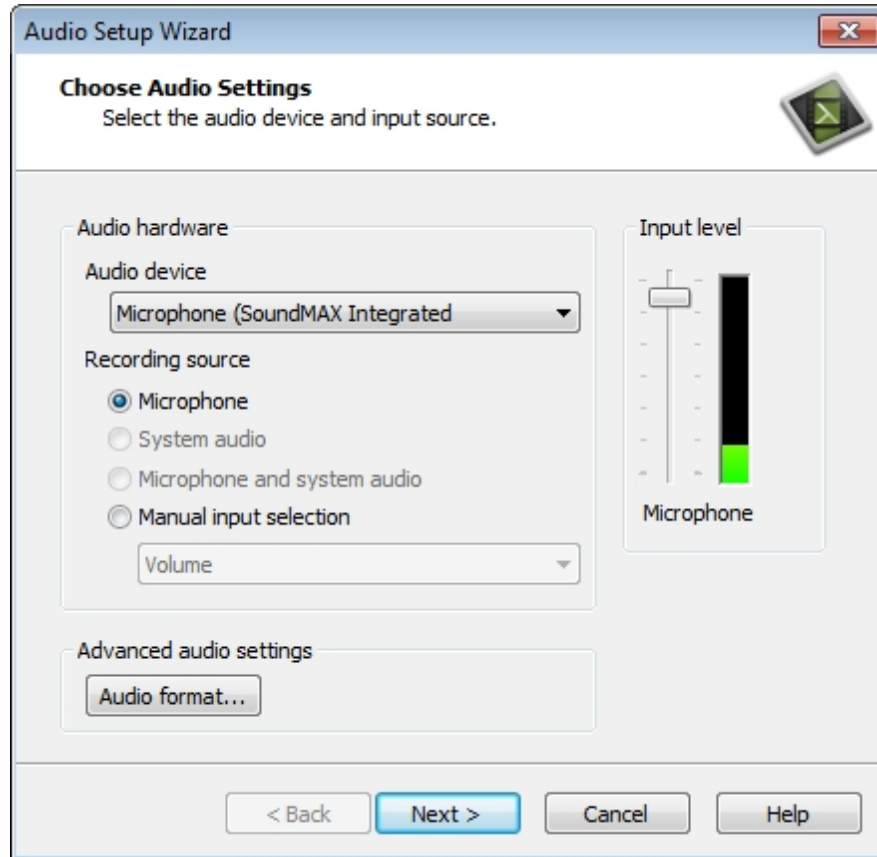 Audio Setup Wizard
Choose Audio Settings
Select the audio device and input source.
Audio hardware
Audio device
Microphone (SoundMAX Integrated
Recording source
Microphone
System audio
Microphone and system audio
Manual input selection
Volume
Input level
Microphone
Advanced audio settings
Audio format...
< Back
Next >
Cancel
Help